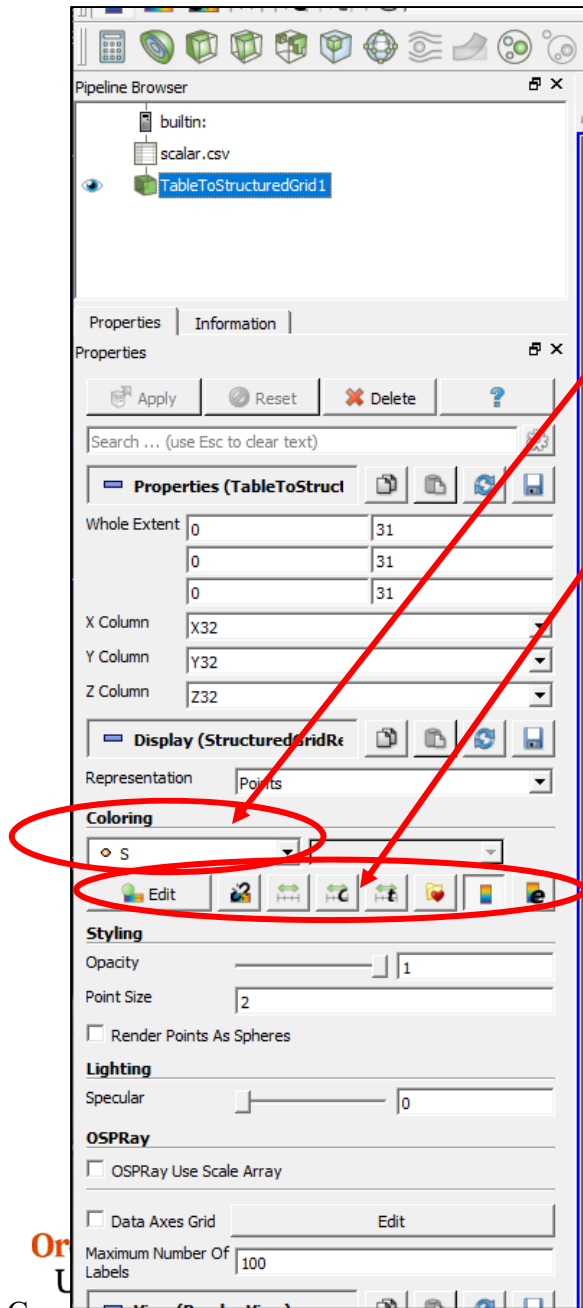 Pipeline Browser
builtin:
scalar.csv
TableToStructuredGrid1
Properties Information
Properties
Apply Reset Delete ?
Search ... (use Esc to clear text)
Properties (TableToStruct
Whole Extent 0 31
0 31
0 31
X Column X32
Y Column Y32
Z Column Z32
Display (StructuredGridRe
Representation Points
Coloring
S
Edit ? c t e
Styling
Opacity 1
Point Size 2
Render Points As Spheres
Lighting
Specular 0
OSPRay
OSPRay Use Scale Array
Data Axes Grid Edit
Or
Maximum Number Of Labels 100
U